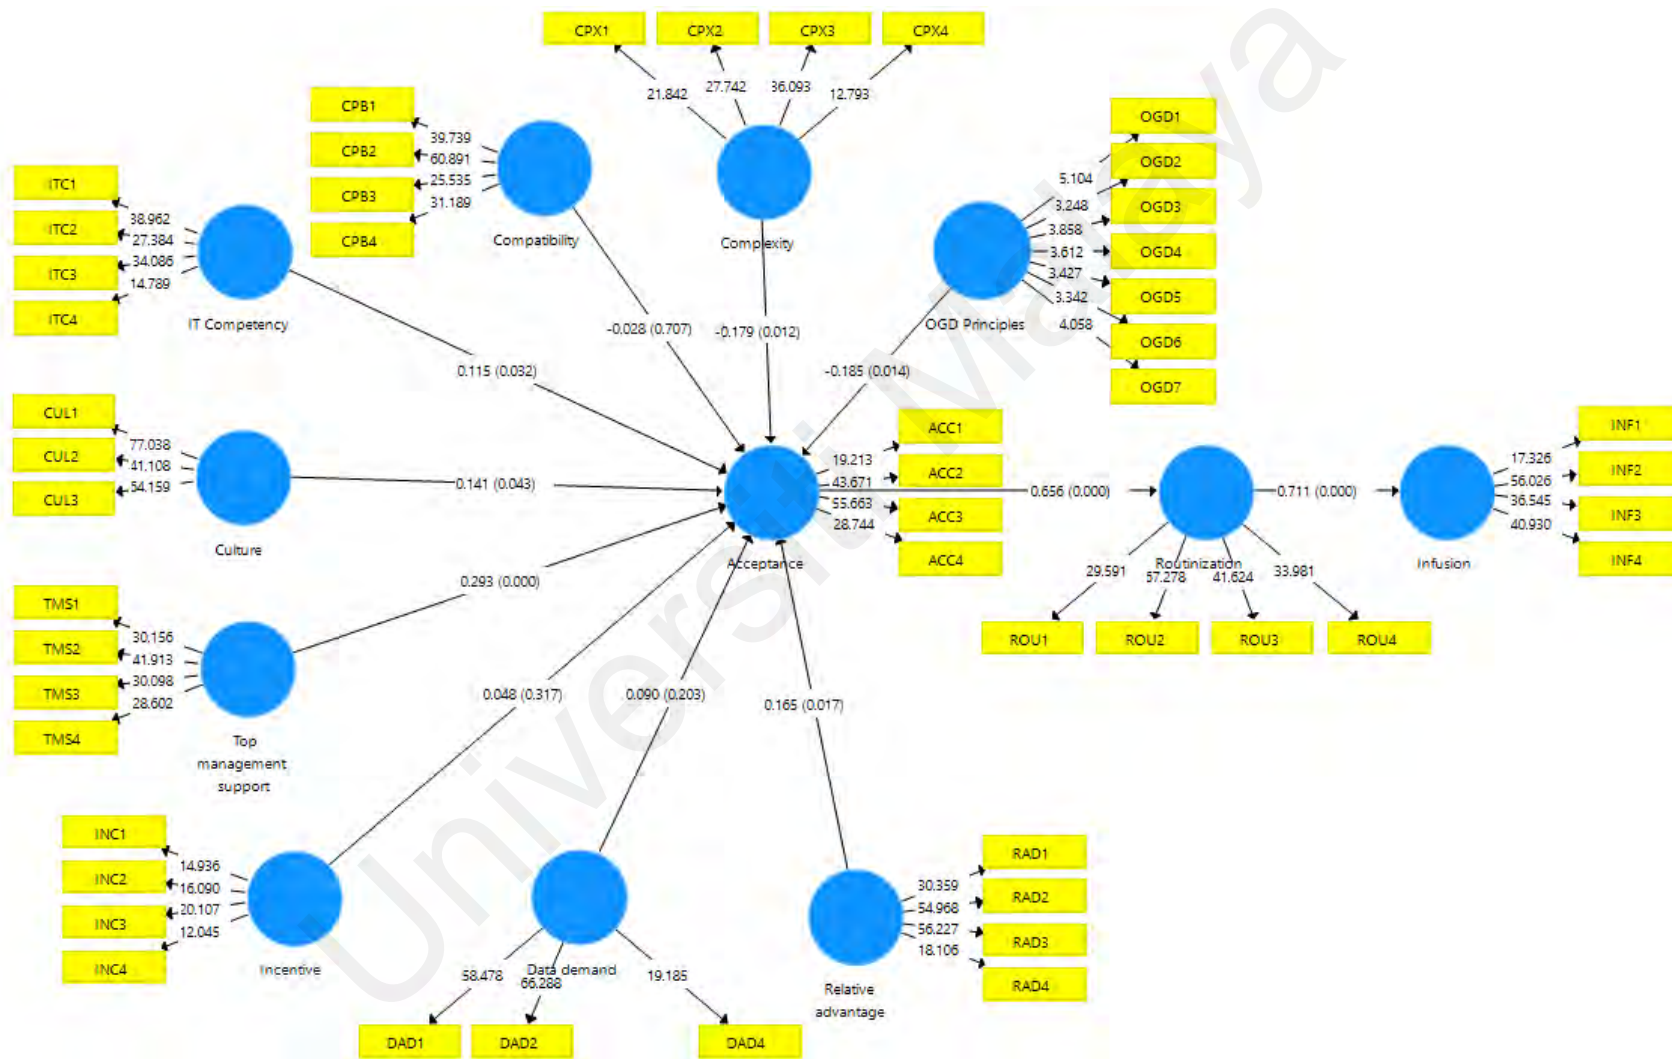 CPX1
CPX2
CPX3
CPX4
21.842
27.742
36.093
12.793
Complexity
CPB1
CPB2
CPB3
CPB4
39.739
60.891
25.535
31.189
Compatibility
OGD1
OGD2
OGD3
OGD4
OGD5
OGD6
OGD7
5.104
3.248
3.858
3.612
3.427
3.342
4.058
OGD Principles
ITC1
ITC2
ITC3
ITC4
38.962
27.384
34.086
14.789
IT Competency
-0.028 (0.707)
-0.179 (0.012)
-0.185 (0.014)
0.115 (0.032)
CUL1
CUL2
CUL3
77.038
41.108
54.159
Culture
0.141 (0.043)
Acceptance
19.213
43.671
55.663
28.744
ACC1
ACC2
ACC3
ACC4
0.656 (0.000)
Routinization
29.591
57.278
41.624
33.981
ROU1
ROU2
ROU3
ROU4
0.711 (0.000)
Infusion
17.326
56.026
36.545
40.930
INF1
INF2
INF3
INF4
TMS1
TMS2
TMS3
TMS4
30.156
41.913
30.098
28.602
Top
management
support
0.293 (0.000)
0.048 (0.317)
0.090 (0.203)
0.165 (0.017)
INC1
INC2
INC3
INC4
14.936
16.090
20.107
12.045
Incentive
Data demand
58.478
66.288
19.185
DAD1
DAD2
DAD4
Relative
advantage
30.359
54.968
56.227
18.106
RAD1
RAD2
RAD3
RAD4
Universiti Malaya